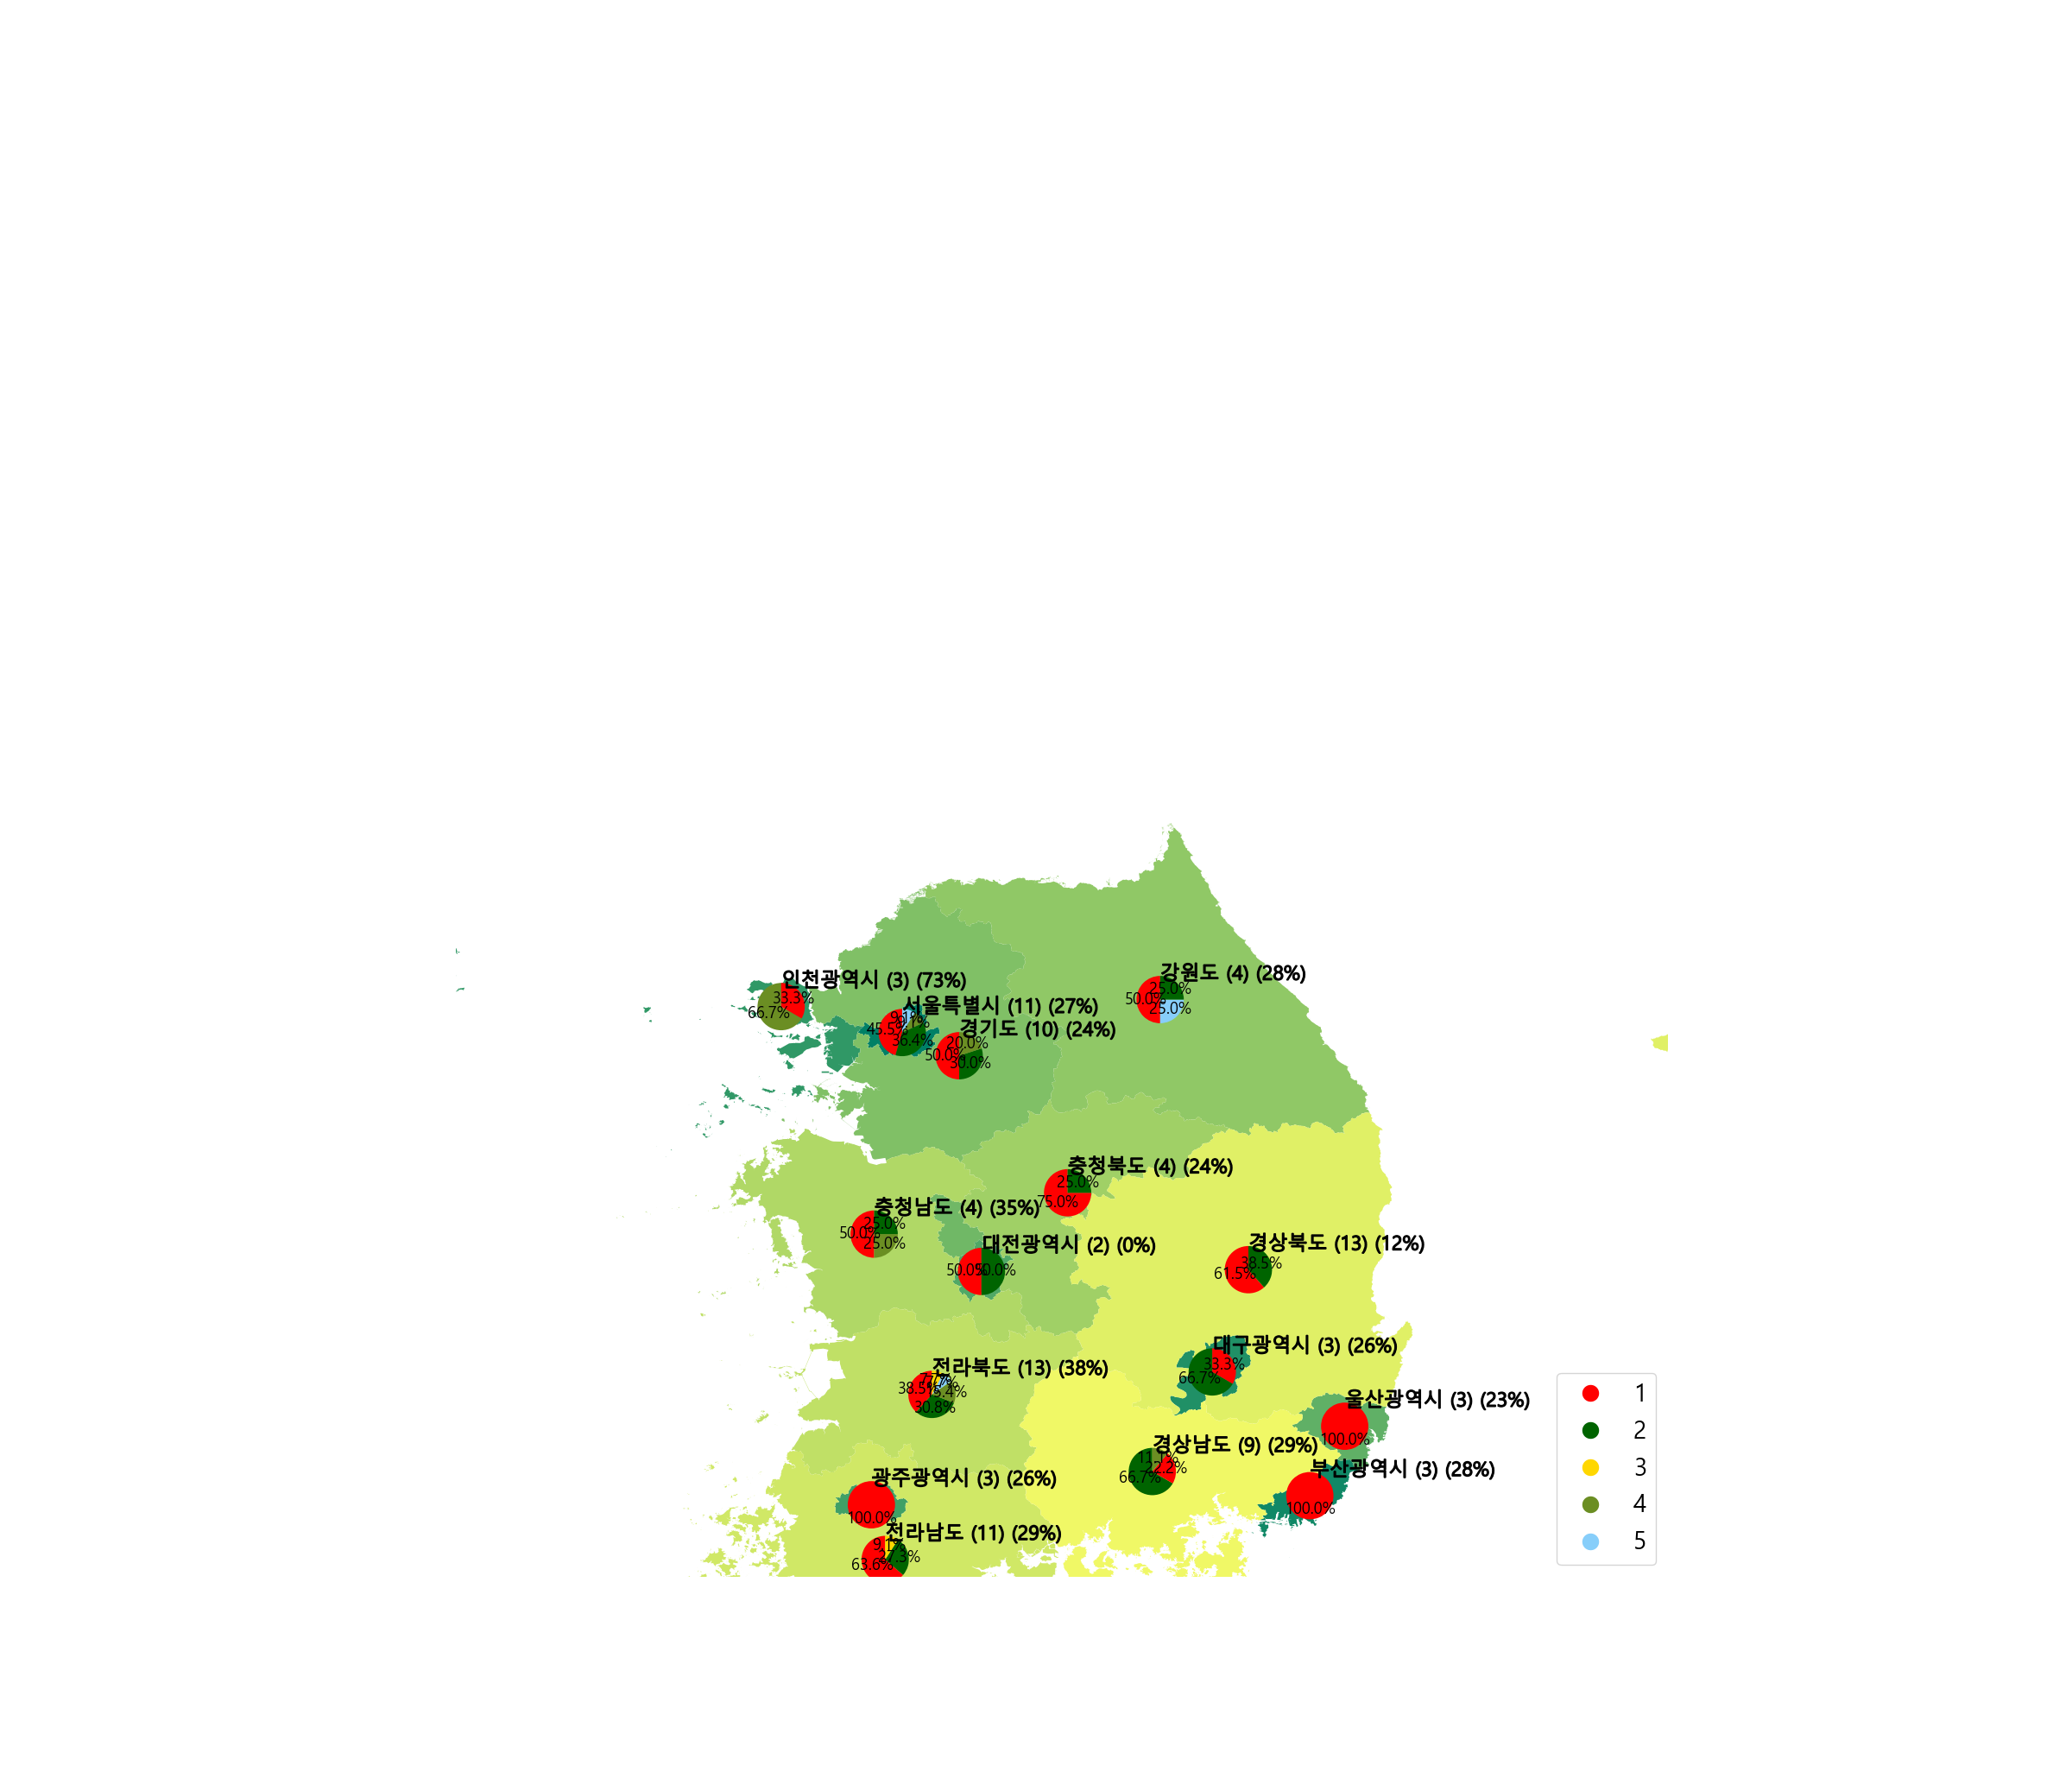 인천광역시 (3) (73%)
33.3%
66.7%
강원도 (4) (28%)
25.0%
50.0%
25.0%
서울특별시 (11) (27%)
9.1%
9.1%
45.5%
36.4%
경기도 (10) (24%)
20.0%
50.0%
30.0%
충청북도 (4) (24%)
25.0%
75.0%
충청남도 (4) (35%)
25.0%
50.0%
25.0%
대전광역시 (2) (0%)
50.0%
50.0%
경상북도 (13) (12%)
38.5%
61.5%
대구광역시 (3) (26%)
33.3%
66.7%
전라북도 (13) (38%)
7.7%
7.7%
38.5%
15.4%
30.8%
울산광역시 (3) (23%)
100.0%
경상남도 (9) (29%)
11.1%
22.2%
66.7%
부산광역시 (3) (28%)
100.0%
광주광역시 (3) (26%)
100.0%
전라남도 (11) (29%)
9.1%
27.3%
63.6%
1
2
3
4
5